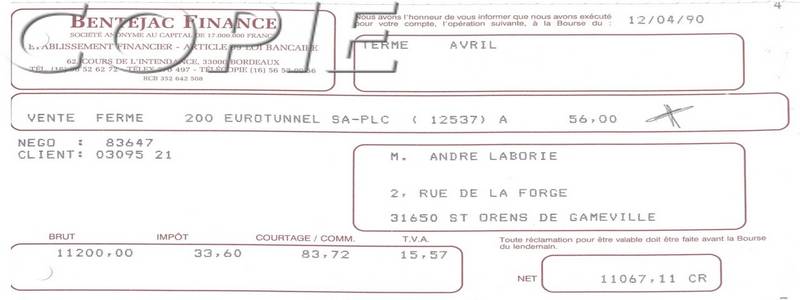 COPIE
BENTEJAC FINANCE
SOCIÉTÉ ANONYME AU CAPITAL DE 17.000.000 FRANCS
ETABLISSEMENT FINANCIER - ARTICLE 99 LOI BANCAIRE
62, COURS DE L'INTENDANCE, 33000 BORDEAUX
RCB 352 642 508
Nous avons l'honneur de vous informer que nous avons exécuté
pour votre compte, l'opération suivante, à la Bourse du : 12/04/90
TERME AVRIL
VENTE FERME 200 EUROTUNNEL SA-PLC ( 12537) A 56,00
NEGO : 83647
CLIENT: 03095 21
M. ANDRE LABORIE
2, RUE DE LA FORGE
31650 ST ORENS DE GAMEVILLE
BRUT IMPÔT COURTAGE / COMM. T.V.A.
11200,00 33,60 83,72 15,57
Toute réclamation pour être valable doit être faite avant la Bourse
du lendemain.
NET 11067,11 CR